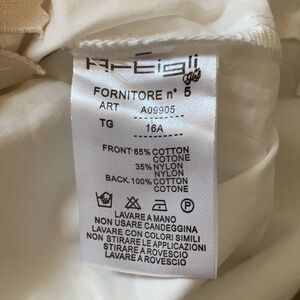 Artigli
FORNITORE n° 5
ART A09905
TG 16A
FRONT:65% COTTON
COTONE
35% NYLON
NYLON
BACK:100% COTTON
COTONE
LAVARE A MANO
NON USARE CANDEGGINA
LAVARE CON COLORI SIMILI
NON STIRARE LE APPLICAZIONI
STIRARE A ROVESCIO
LAVARE A ROVESCIO